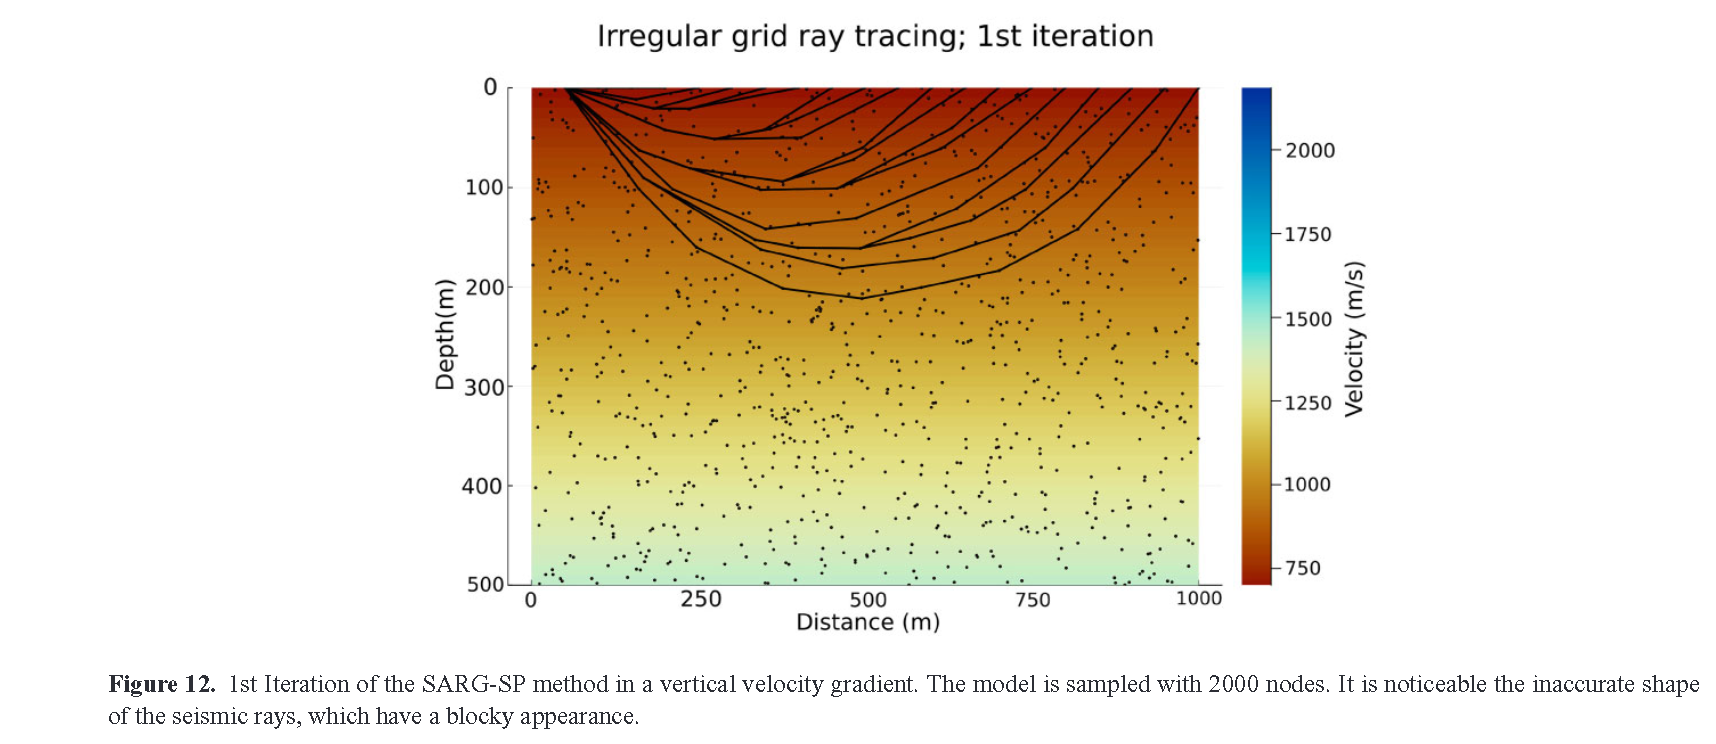 Irregular grid ray tracing; 1st iteration
0
100
200
300
400
500
Depth(m)
0
250
500
750
1000
Distance (m)
2000
1750
1500
1250
1000
750
Velocity (m/s)
Figure 12. 1st Iteration of the SARG-SP method in a vertical velocity gradient. The model is sampled with 2000 nodes. It is noticeable the inaccurate shape
of the seismic rays, which have a blocky appearance.